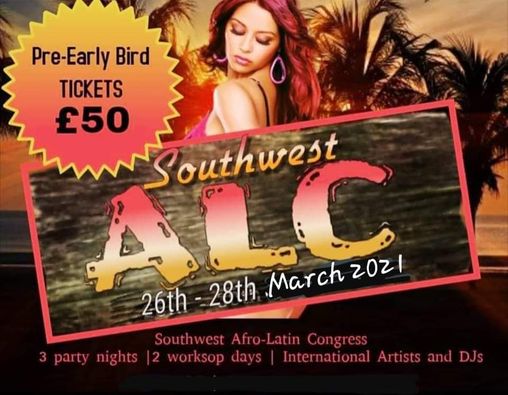 Pre-Early Bird
TICKETS
£50
Southwest
ALC
26th - 28th March 2021
Southwest Afro-Latin Congress
3 party nights |2 worksop days | International Artists and DJs